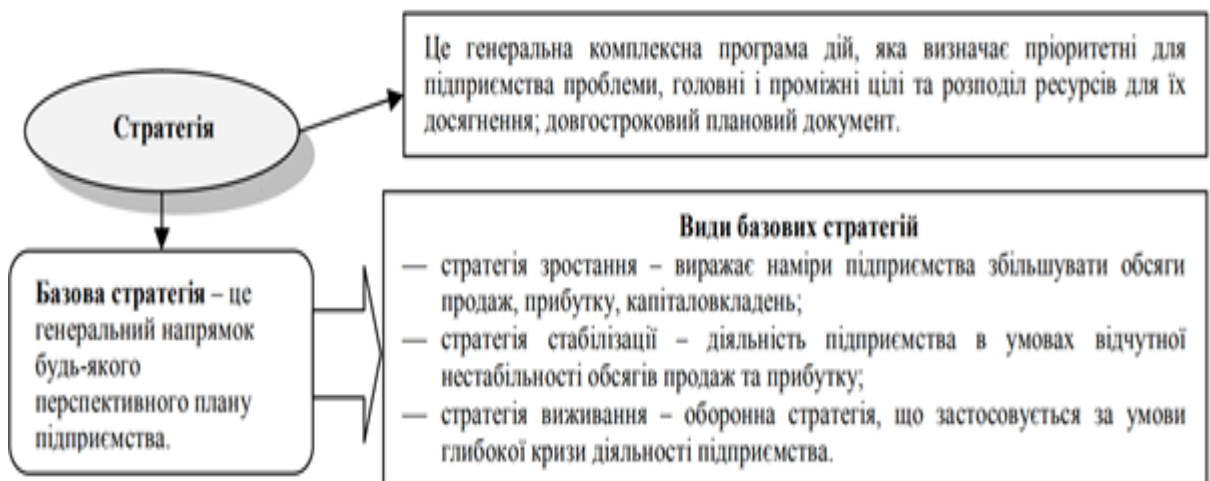 Це генеральна комплексна програма дій, яка визначає пріоритетні для
підприємства проблеми, головні і проміжні цілі та розподіл ресурсів для їх
досягнення; довгостроковий плановий документ.
Стратегія
Базова стратегія – це
генеральний напрямок
будь-якого
перспективного плану
підприємства.
Види базових стратегій
— стратегія зростання – виражає наміри підприємства збільшувати обсяги
продаж, прибутку, капіталовкладень;
— стратегія стабілізації – діяльність підприємства в умовах відчутної
нестабільності обсягів продаж та прибутку;
— стратегія виживання – оборонна стратегія, що застосовується за умови
глибокої кризи діяльності підприємства.